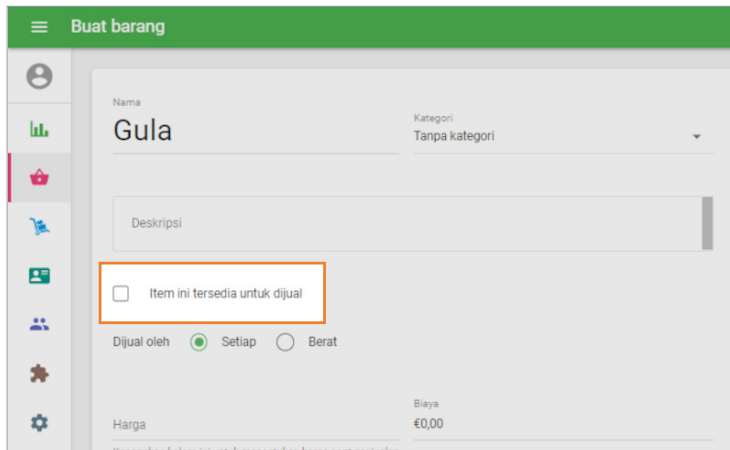 Buat barang
Nama
Gula
Kategori
Tanpa kategori
Deskripsi
Item ini tersedia untuk dijual
Dijual oleh Setiap Berat
Harga
Biaya
€0,00